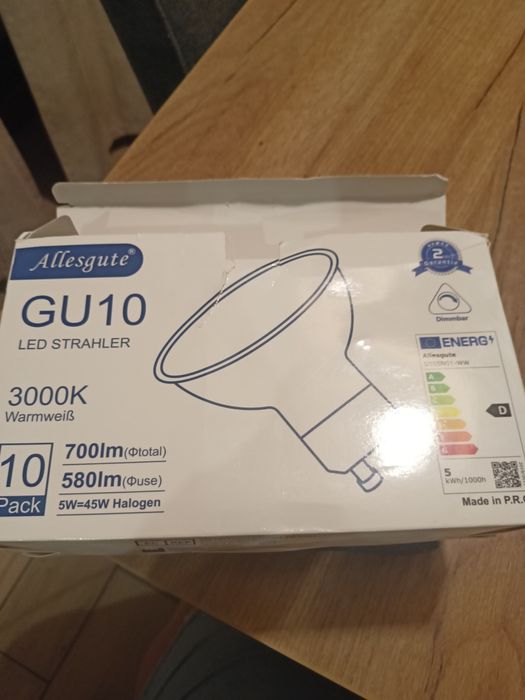 Allesgute®
GU10
LED STRAHLER
3000K
Warmweiß
10
Pack
700lm(Φtotal)
580lm(Φuse)
5W=45W Halogen
2
Garantie
Dimmbar
ENERG
Allesgute
A
B
C
D
E
F
G
D
5
kWh/1000h
Made in P.R.C